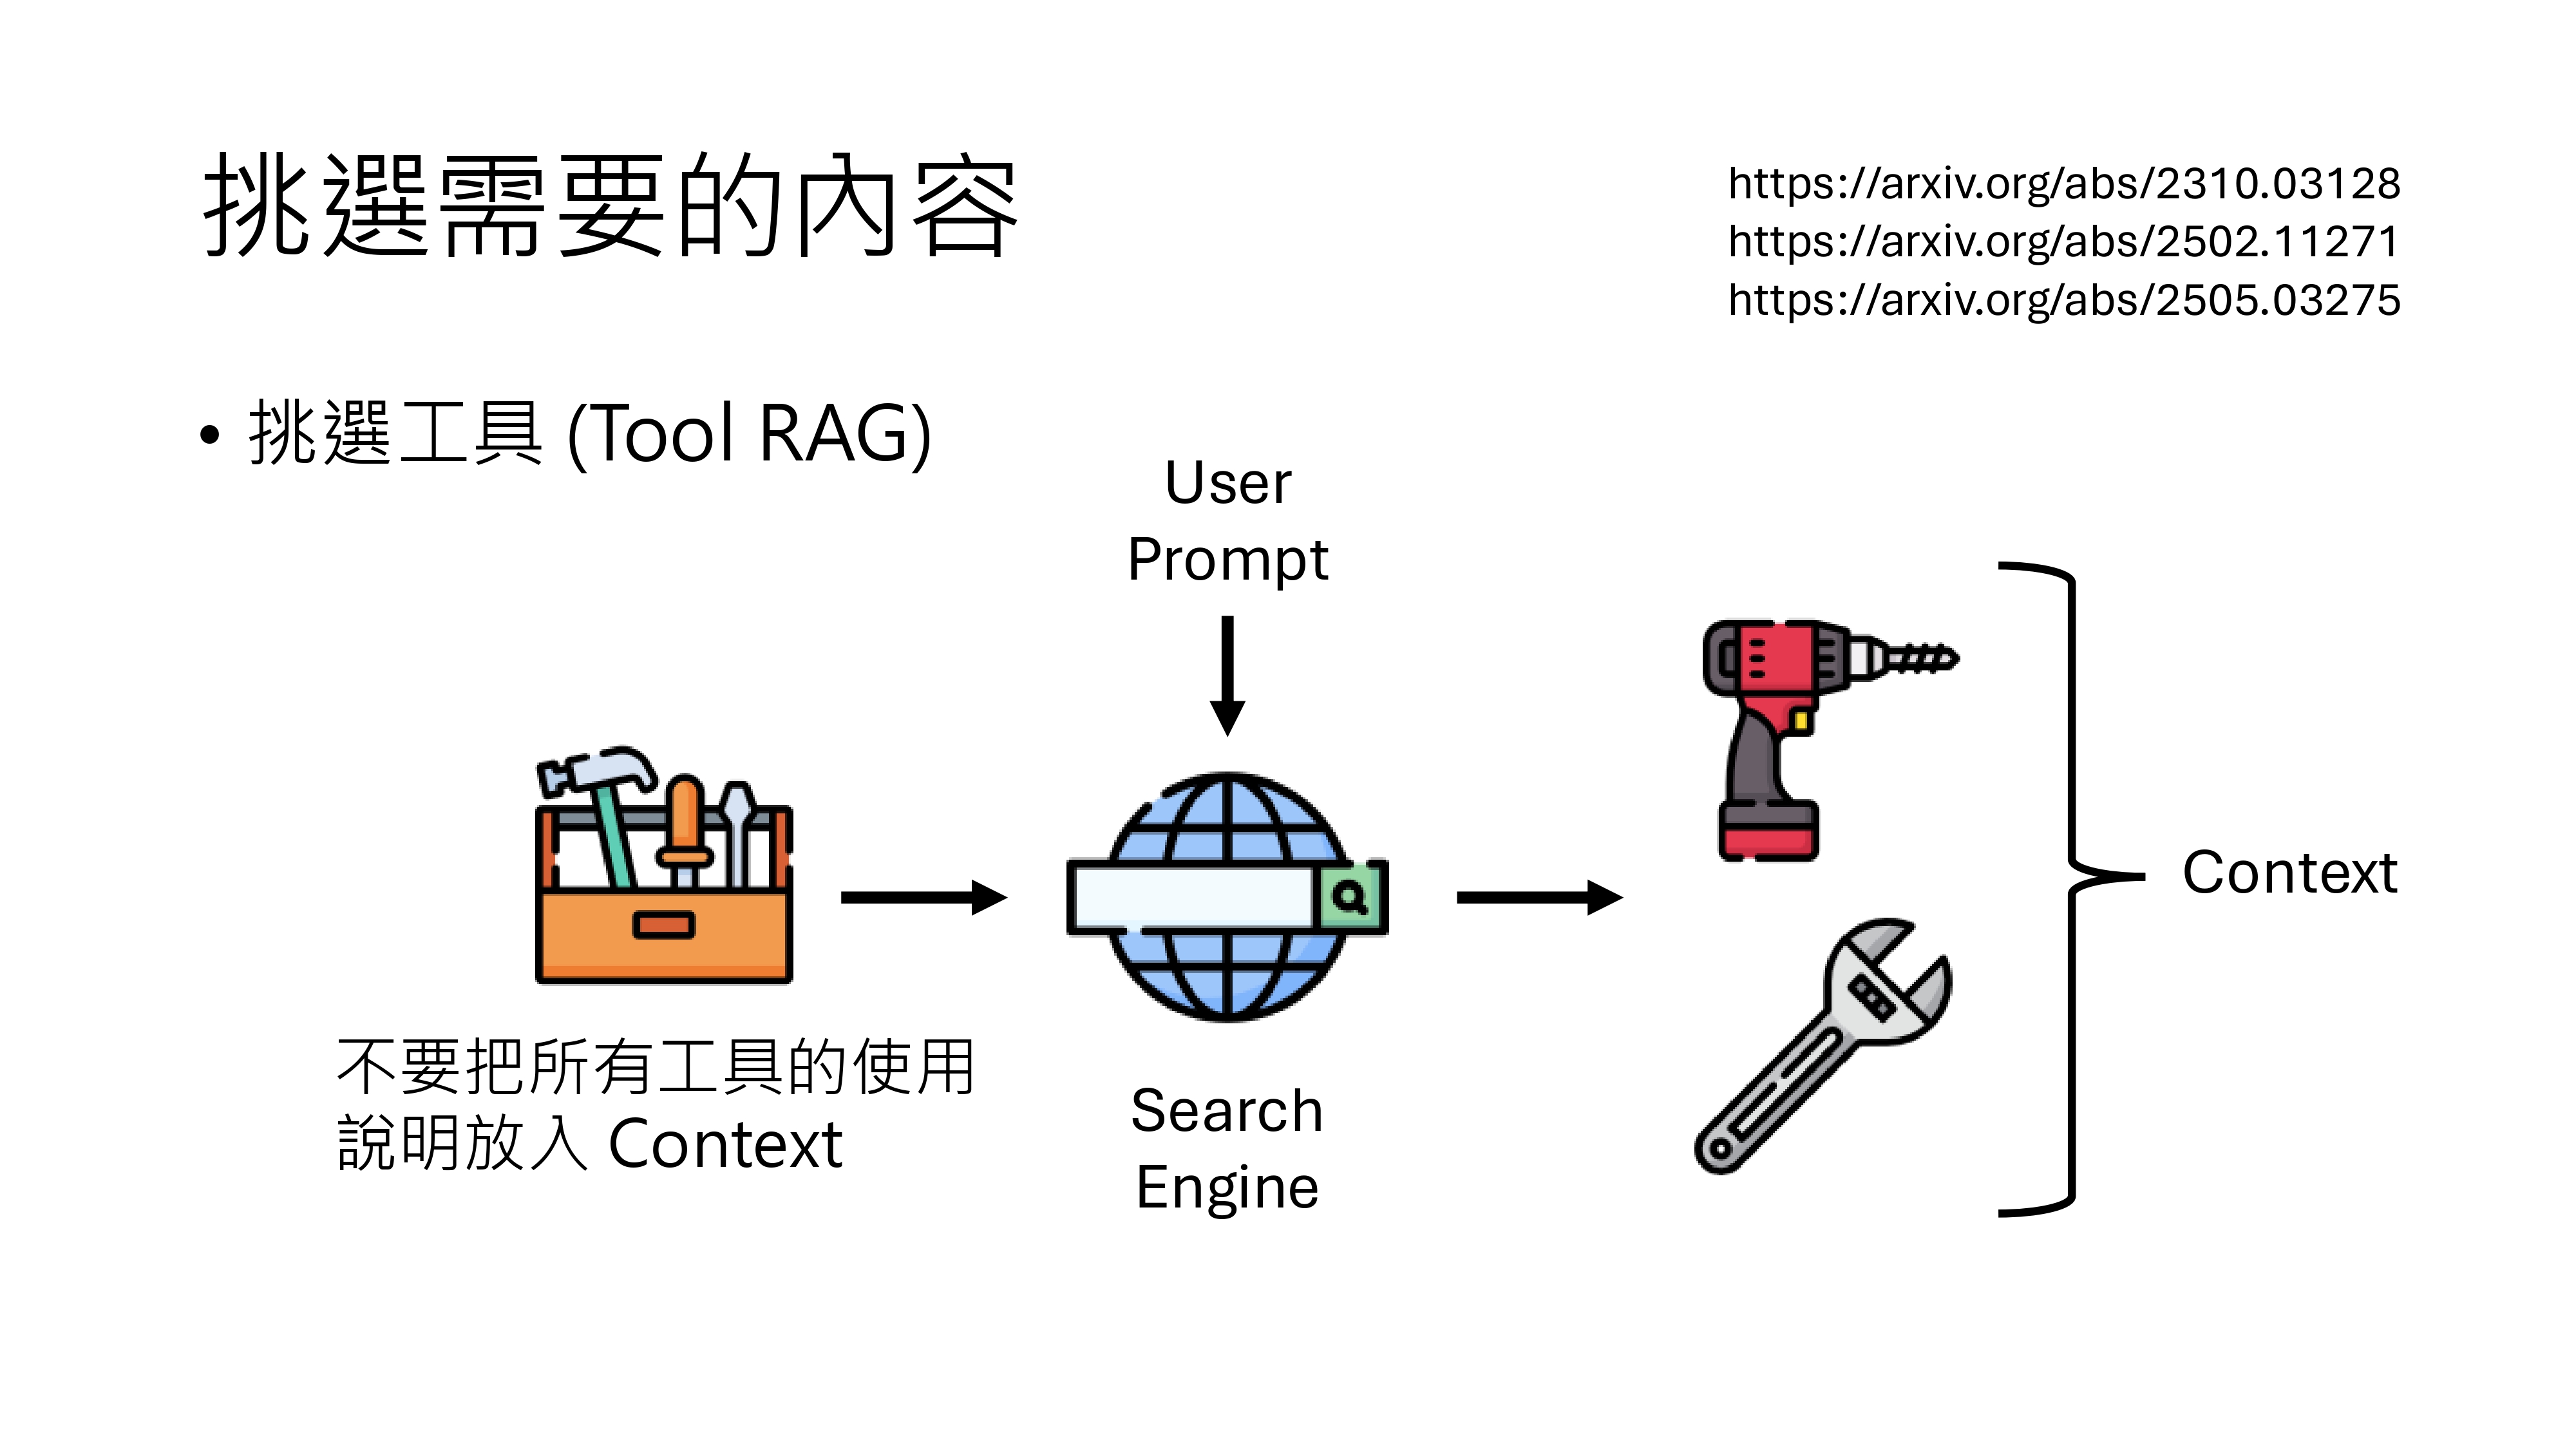 挑選需要的內容
https://arxiv.org/abs/2310.03128
https://arxiv.org/abs/2502.11271
https://arxiv.org/abs/2505.03275
• 挑選工具 (Tool RAG)
User
Prompt
不要把所有工具的使用
說明放入 Context
Search
Engine
Context